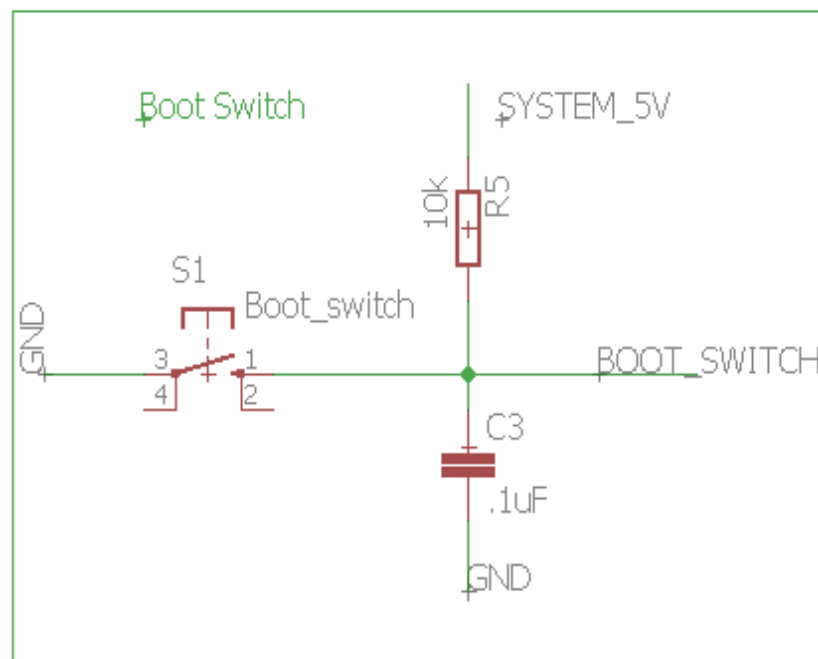 Boot Switch
SYSTEM_5V
10k
R5
S1
Boot_switch
GND
3
1
BOOT_SWITCH
4
2
C3
.1uF
GND